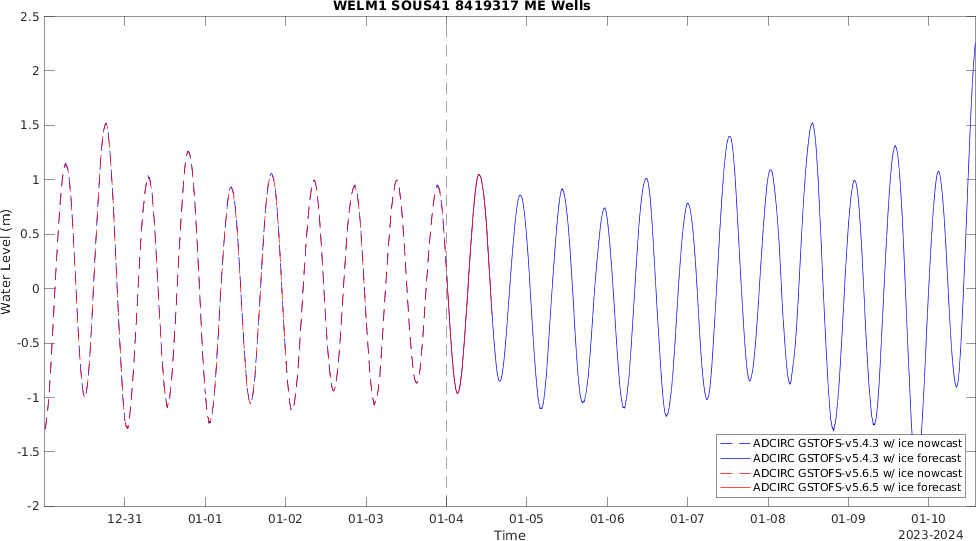 WELM1 SOUS41 8419317 ME Wells
2.5
2
1.5
1
0.5
0
-0.5
-1
-1.5
-2
Water Level (m)
ADCIRC GSTOFS-v5.4.3 w/ ice nowcast
ADCIRC GSTOFS-v5.4.3 w/ ice forecast
ADCIRC GSTOFS-v5.6.5 w/ ice nowcast
ADCIRC GSTOFS-v5.6.5 w/ ice forecast
12-31 01-01 01-02 01-03 01-04 01-05 01-06 01-07 01-08 01-09 01-10
Time
2023-2024